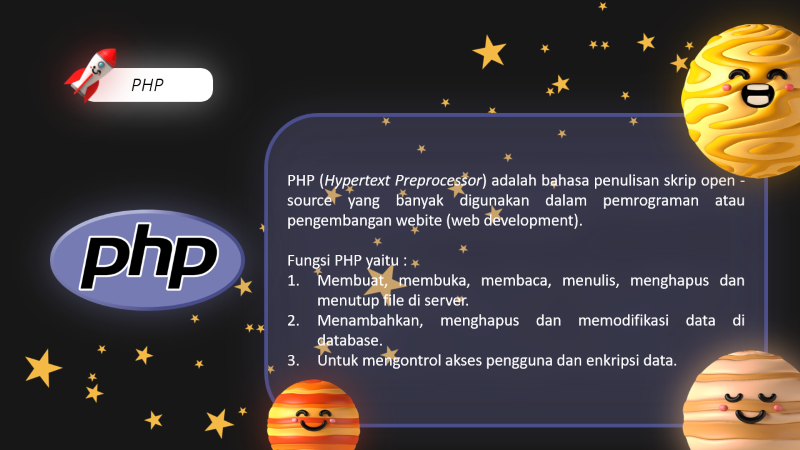 PHP
PHP (Hypertext Preprocessor) adalah bahasa penulisan skrip open -
source yang banyak digunakan dalam pemrograman atau
pengembangan webite (web development).
php
Fungsi PHP yaitu :
1. Membuat, membuka, membaca, menulis, menghapus dan
menutup file di server.
2. Menambahkan, menghapus dan memodifikasi data di
database.
3. Untuk mengontrol akses pengguna dan enkripsi data.